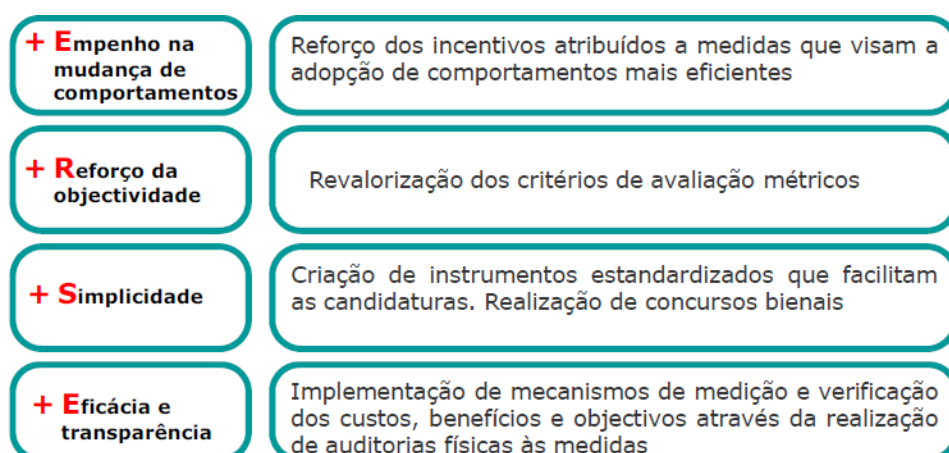 + Empenho na
mudança de
comportamentos
Reforço dos incentivos atribuídos a medidas que visam a
adopção de comportamentos mais eficientes
+ Reforço da
objectividade
Revalorização dos critérios de avaliação métricos
+ Simplicidade
Criação de instrumentos estandardizados que facilitam
as candidaturas. Realização de concursos bienais
+ Eficácia e
transparência
Implementação de mecanismos de medição e verificação
dos custos, benefícios e objectivos através da realização
de auditorias físicas às medidas